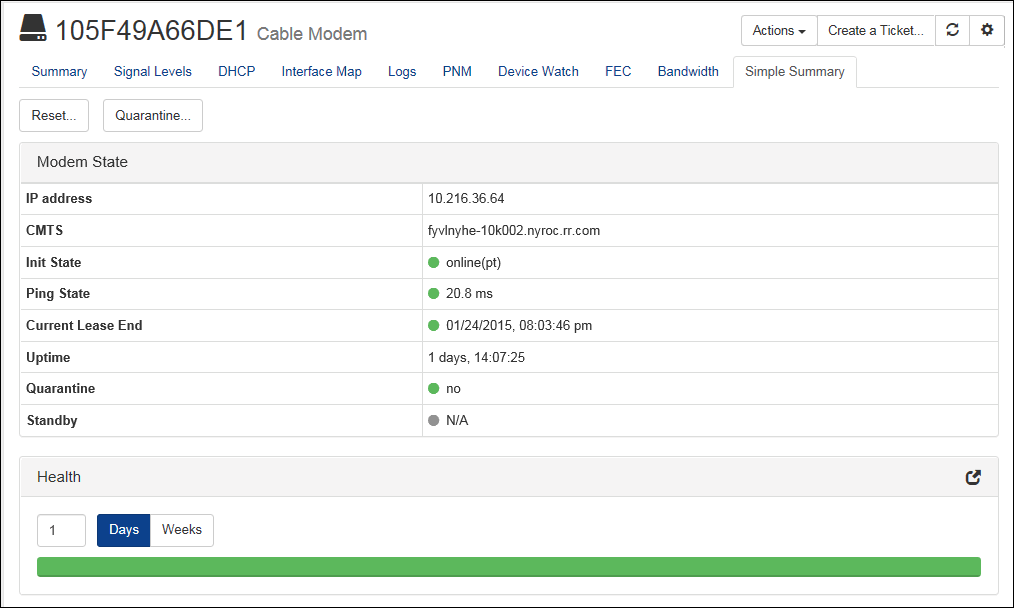 105F49A66DE1 Cable Modem Actions Create a Ticket...
Summary Signal Levels DHCP Interface Map Logs PNM Device Watch FEC Bandwidth Simple Summary
Reset... Quarantine...
Modem State
IP address 10.216.36.64
CMTS fyvlnyhe-10k002.nyroc.rr.com
Init State online(pt)
Ping State 20.8 ms
Current Lease End 01/24/2015, 08:03:46 pm
Uptime 1 days, 14:07:25
Quarantine no
Standby N/A
Health
1 Days Weeks